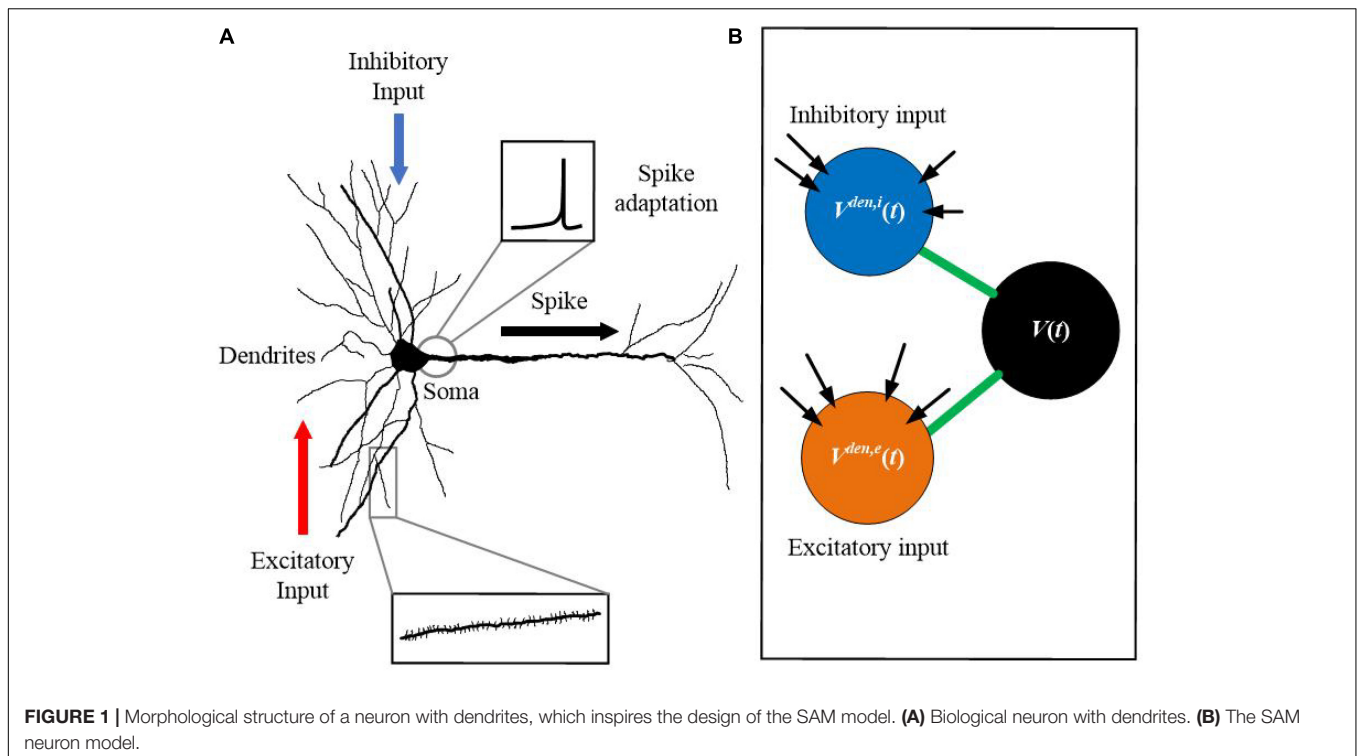 A
Inhibitory
Input
Spike
adaptation
Spike
Dendrites
Soma
Excitatory
Input
B
Inhibitory input
V^{den,i}(t)
V(t)
V^{den,e}(t)
Excitatory input
FIGURE 1 | Morphological structure of a neuron with dendrites, which inspires the design of the SAM model. (A) Biological neuron with dendrites. (B) The SAM
neuron model.